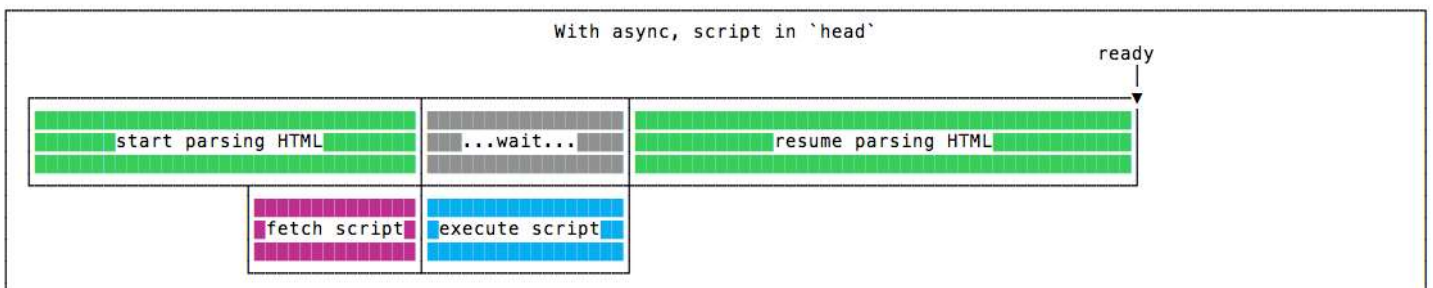 With async, script in `head`
ready
start parsing HTML
...wait...
resume parsing HTML
fetch script
execute script